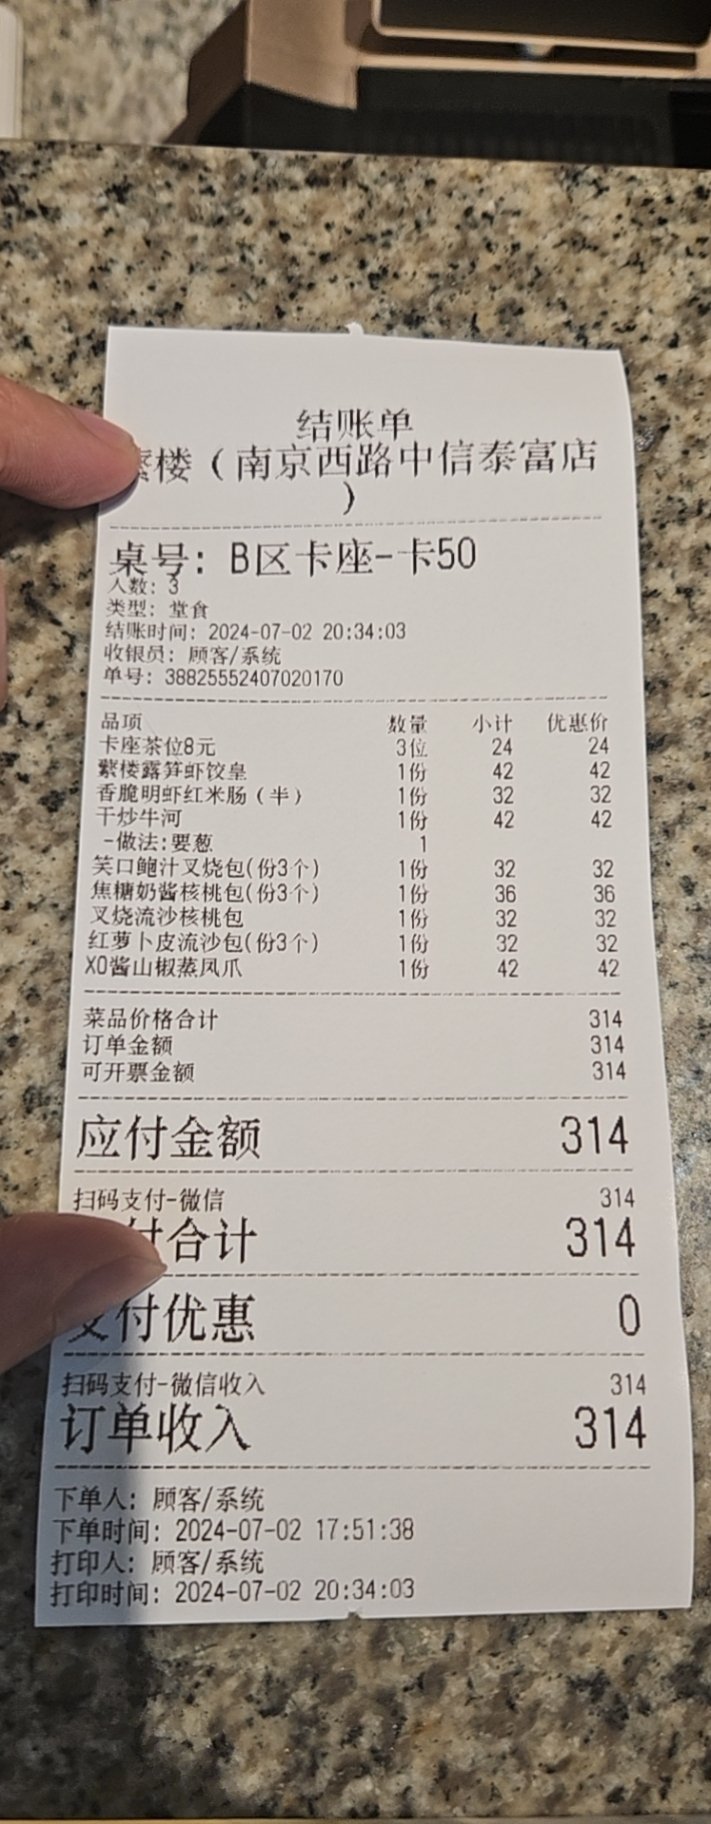 结账单
楼（南京西路中信泰富店
）
桌号: B区卡座-卡50
人数: 3
类型: 堂食
结账时间: 2024-07-02 20:34:03
收银员: 顾客/系统
单号: 38825552407020170
品项 数量 小计 优惠价
卡座茶位8元 3位 24 24
紫楼露笋虾饺皇 1份 42 42
香脆明虾红米肠（半） 1份 32 32
干炒牛河 1份 42 42
-做法:要葱 1
笑口鲍汁叉烧包(份3个) 1份 32 32
焦糖奶酱核桃包(份3个) 1份 36 36
叉烧流沙核桃包 1份 32 32
红萝卜皮流沙包(份3个) 1份 32 32
XO酱山椒蒸凤爪 1份 42 42
菜品价格合计 314
订单金额 314
可开票金额 314
应付金额 314
扫码支付-微信 314
付合计 314
支付优惠 0
扫码支付-微信收入 314
订单收入 314
下单人: 顾客/系统
下单时间: 2024-07-02 17:51:38
打印人: 顾客/系统
打印时间: 2024-07-02 20:34:03